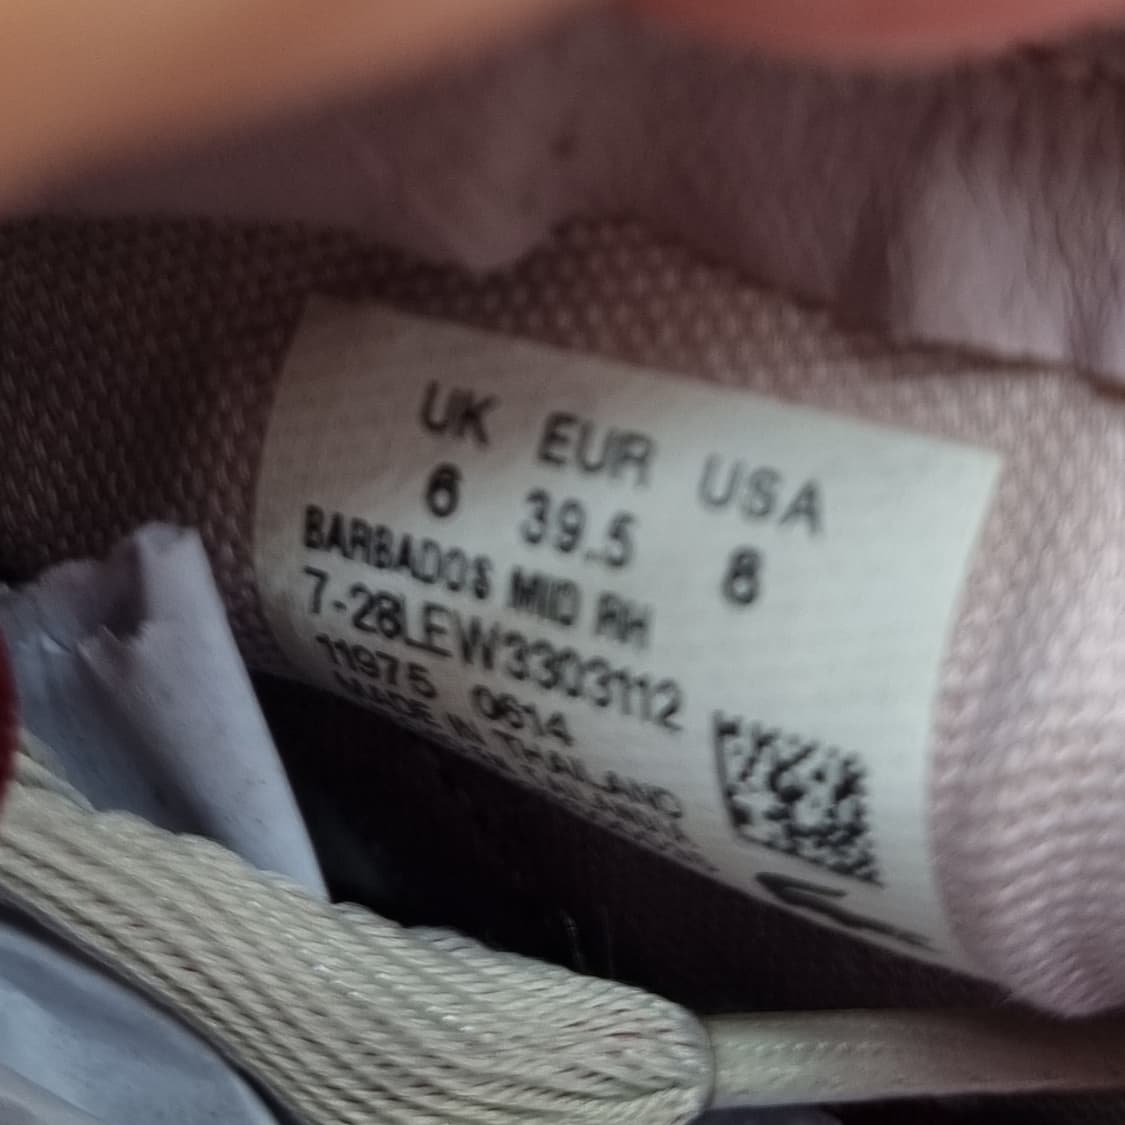 UK EUR USA
6 39.5 8
BARBADOS MID RH
7-28LEW3303112
11975 0614
MADE IN THAILAND